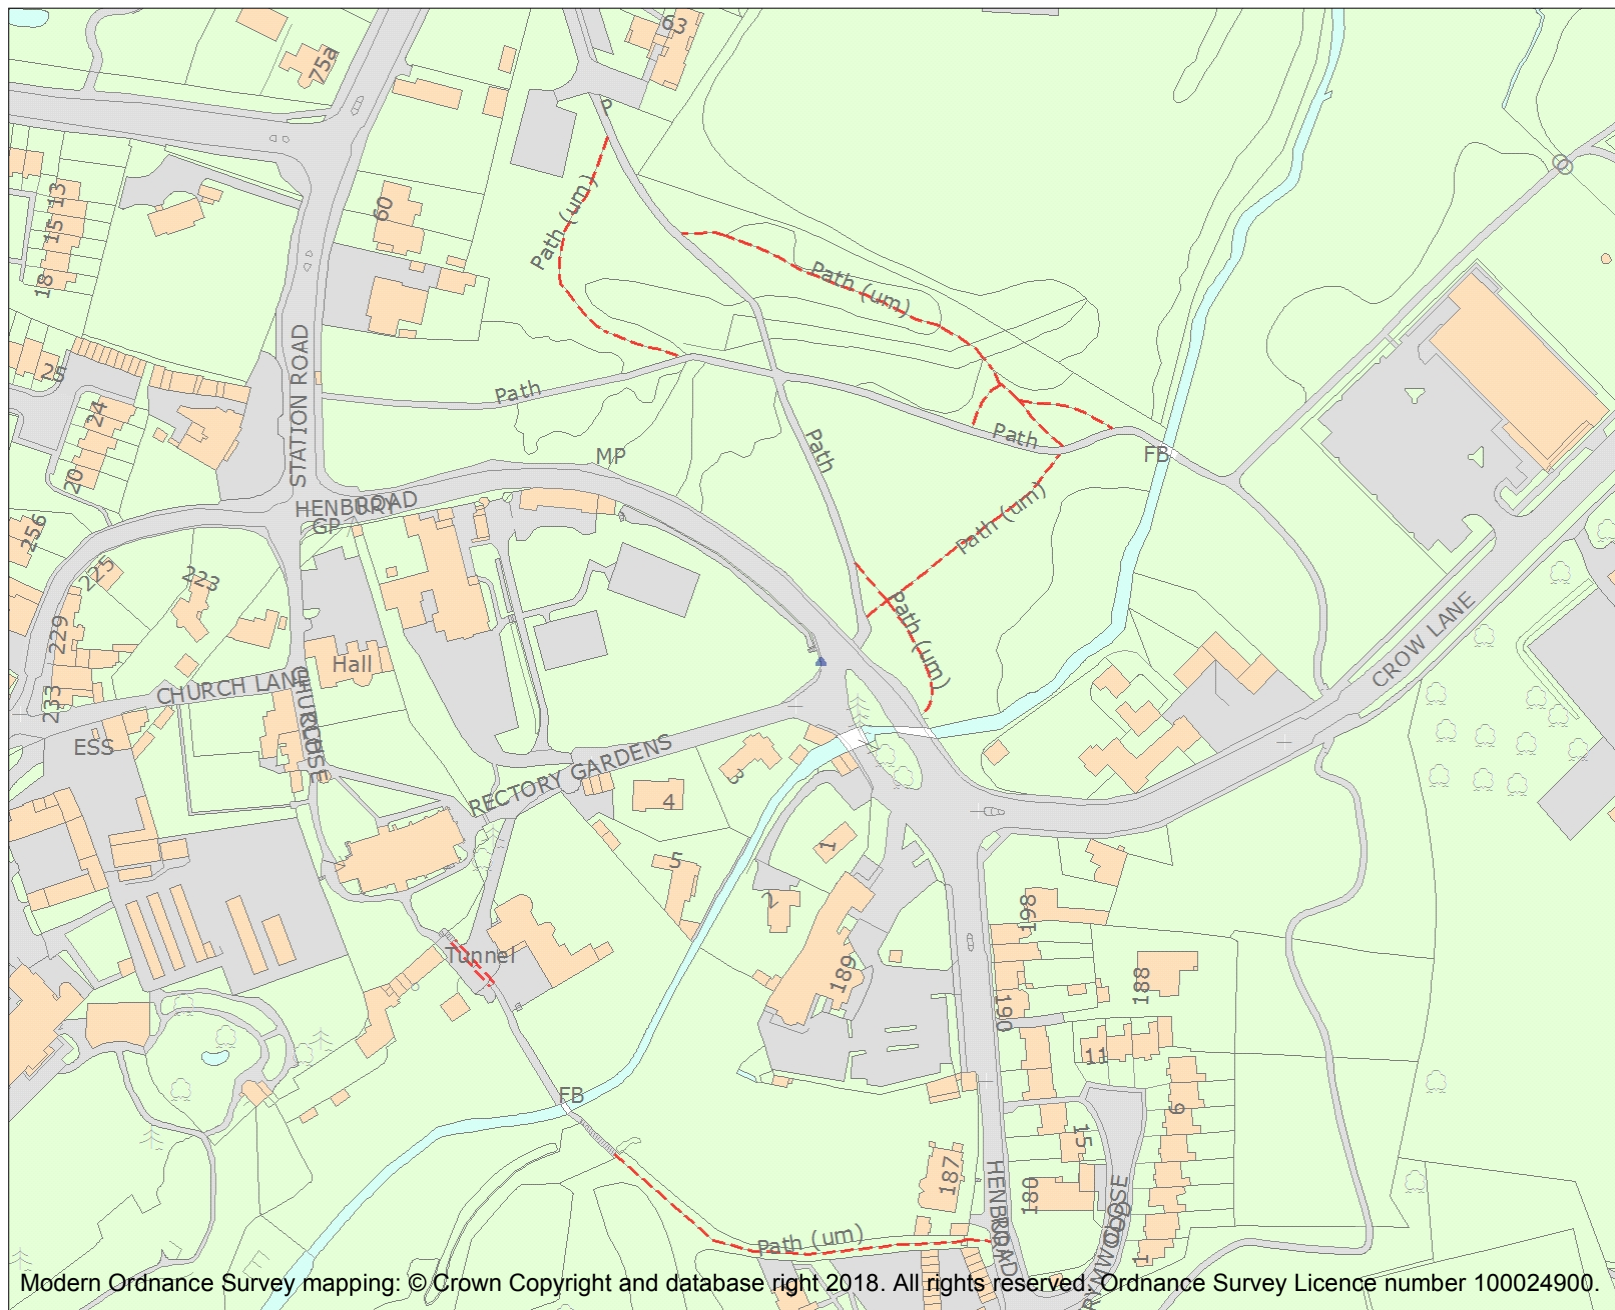 63
75a
P
Path (um)
13
15
18
60
Path (um)
STATION ROAD
25
24
20
Path
Path
Path
MP
FB
HENBURY ROAD
GP
256
225
223
229
233
Path (um)
Path (um)
CROW LANE
Hall
CHURCH LANE
CHURCH CLOSE
ESS
RECTORY GARDENS
3
4
5
1
2
198
Tunnel
189
188
190
11
FB
9
15
187
180
HENBURY ROAD
Path (um)
1
Modern Ordnance Survey mapping: © Crown Copyright and database right 2018. All rights reserved. Ordnance Survey Licence number 100024900.